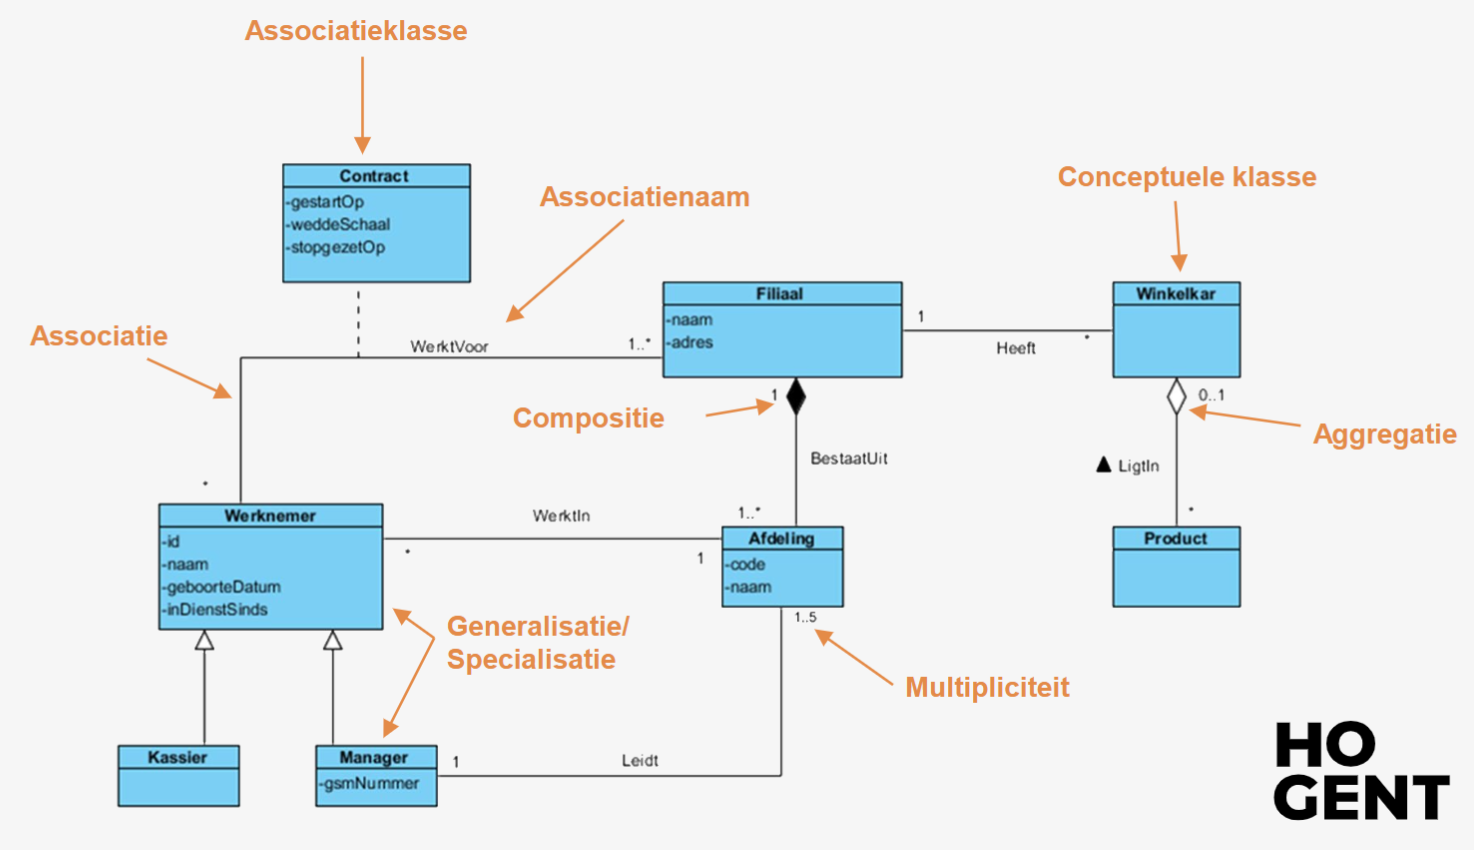 Associatieklasse
Contract
-gestartOp
-weddeSchaal
-stopgezetOp
Associatienaam
Conceptuele klasse
Filiaal
-naam
-adres
Winkelkar
1
*
Heeft
Associatie
WerktVoor
1..*
1
Compositie
0..1
Aggregatie
BestaatUit
▲ LigtIn
*
*
1..*
Werknemer
-id
-naam
-geboorteDatum
-inDienstSinds
WerktIn
*
1
Afdeling
-code
-naam
Product
1..5
Generalisatie/
Specialisatie
Multipliciteit
Kassier
Manager
-gsmNummer
1
Leidt
HO
GENT